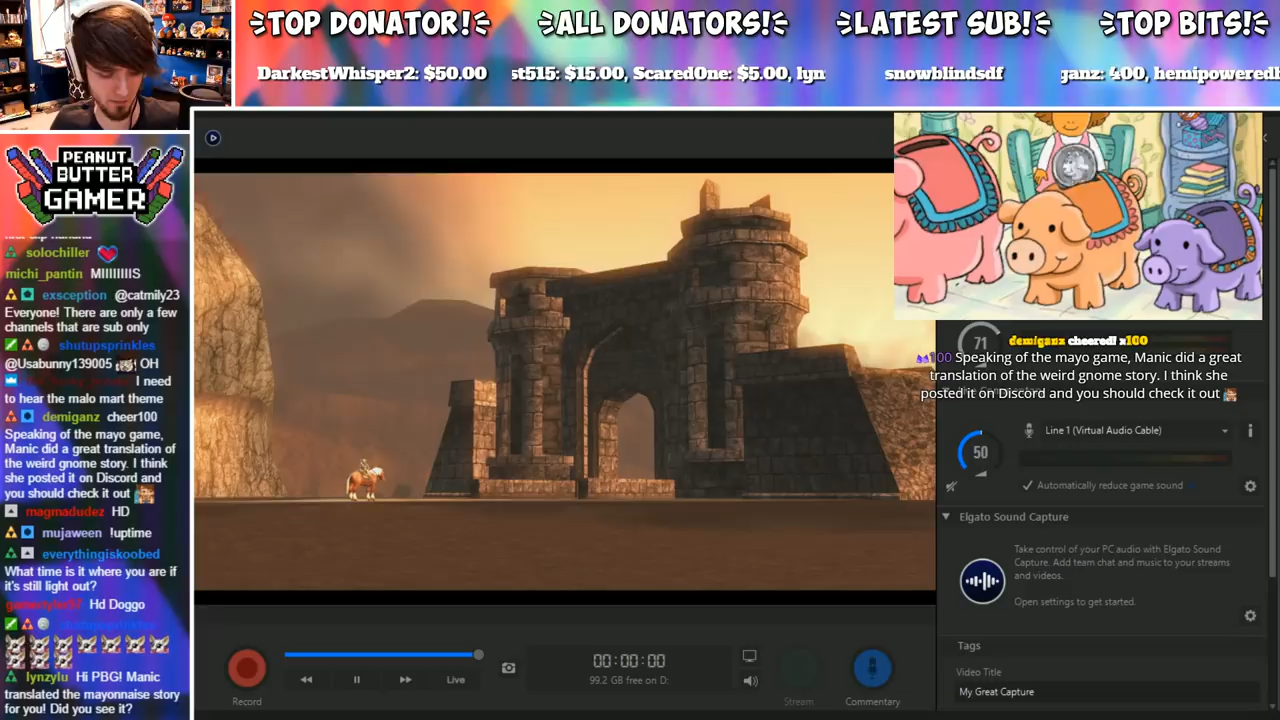 TOP DONATOR!
ALL DONATORS!
LATEST SUB!
TOP BITS!
DarkestWhisper2: $50.00
st515: $15.00, ScaredOne: $5.00, lyn
snowblindsdf
ganz: 400, hemipowered
PEANUT
BUTTER
GAMER
solochiller
michi_pantin MIIIIIIIS
exsception @catmily23
Everyone! There are only a few
channels that are sub only
shutupsprinkles
@Usabunny139005 OH
I need
to hear the malo mart theme
demiganz cheer100
Speaking of the mayo game,
Manic did a great translation of
the weird gnome story. I think
she posted it on Discord and
you should check it out
magmadudez HD
mujaween !uptime
everythingiskoobed
What time is it where you are if
it's still light out?
Hd Doggo
lynzylu Hi PBG! Manic
translated the mayonnaise story
for you! Did you see it?
71
demiganz cheered! x100
100 Speaking of the mayo game, Manic did a great
translation of the weird gnome story. I think she
posted it on Discord and you should check it out
50
Line 1 (Virtual Audio Cable)
Automatically reduce game sound
Elgato Sound Capture
Take control of your PC audio with Elgato
Sound Capture. Add team chat and music to your streams
and videos.
Open settings to get started.
Tags
Video Title
My Great Capture
Record
Live
00:00:00
99.2 GB free on D:
Stream
Commentary